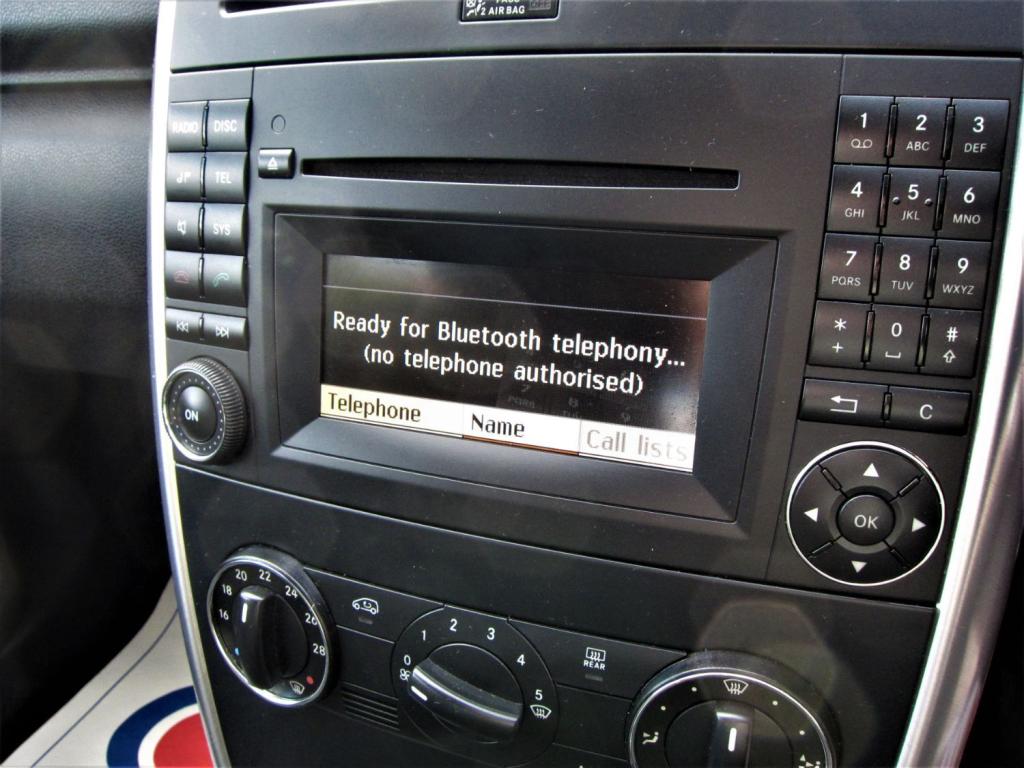 2 AIR BAG OFF
RADIO DISC
TEL
SYS
ON
Ready for Bluetooth telephony...
(no telephone authorised)
Telephone Name Call lists
1 2 3
ABC DEF
4 5 6
GHI JKL MNO
7 8 9
PQRS TUV WXYZ
* 0 #
+
C
OK
16 18 20 22 24 26 28
0 1 2 3 4 5
REAR